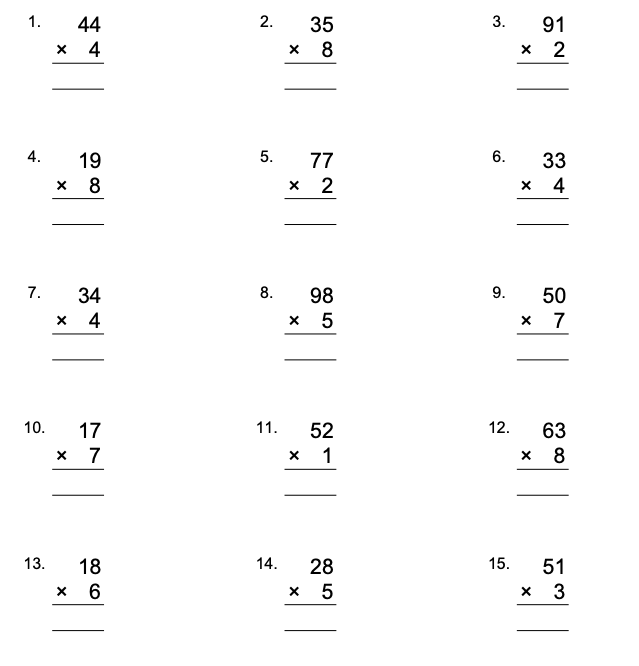 1. 44 2. 35 3. 91
× 4 × 8 × 2
4. 19 5. 77 6. 33
× 8 × 2 × 4
7. 34 8. 98 9. 50
× 4 × 5 × 7
10. 17 11. 52 12. 63
× 7 × 1 × 8
13. 18 14. 28 15. 51
× 6 × 5 × 3